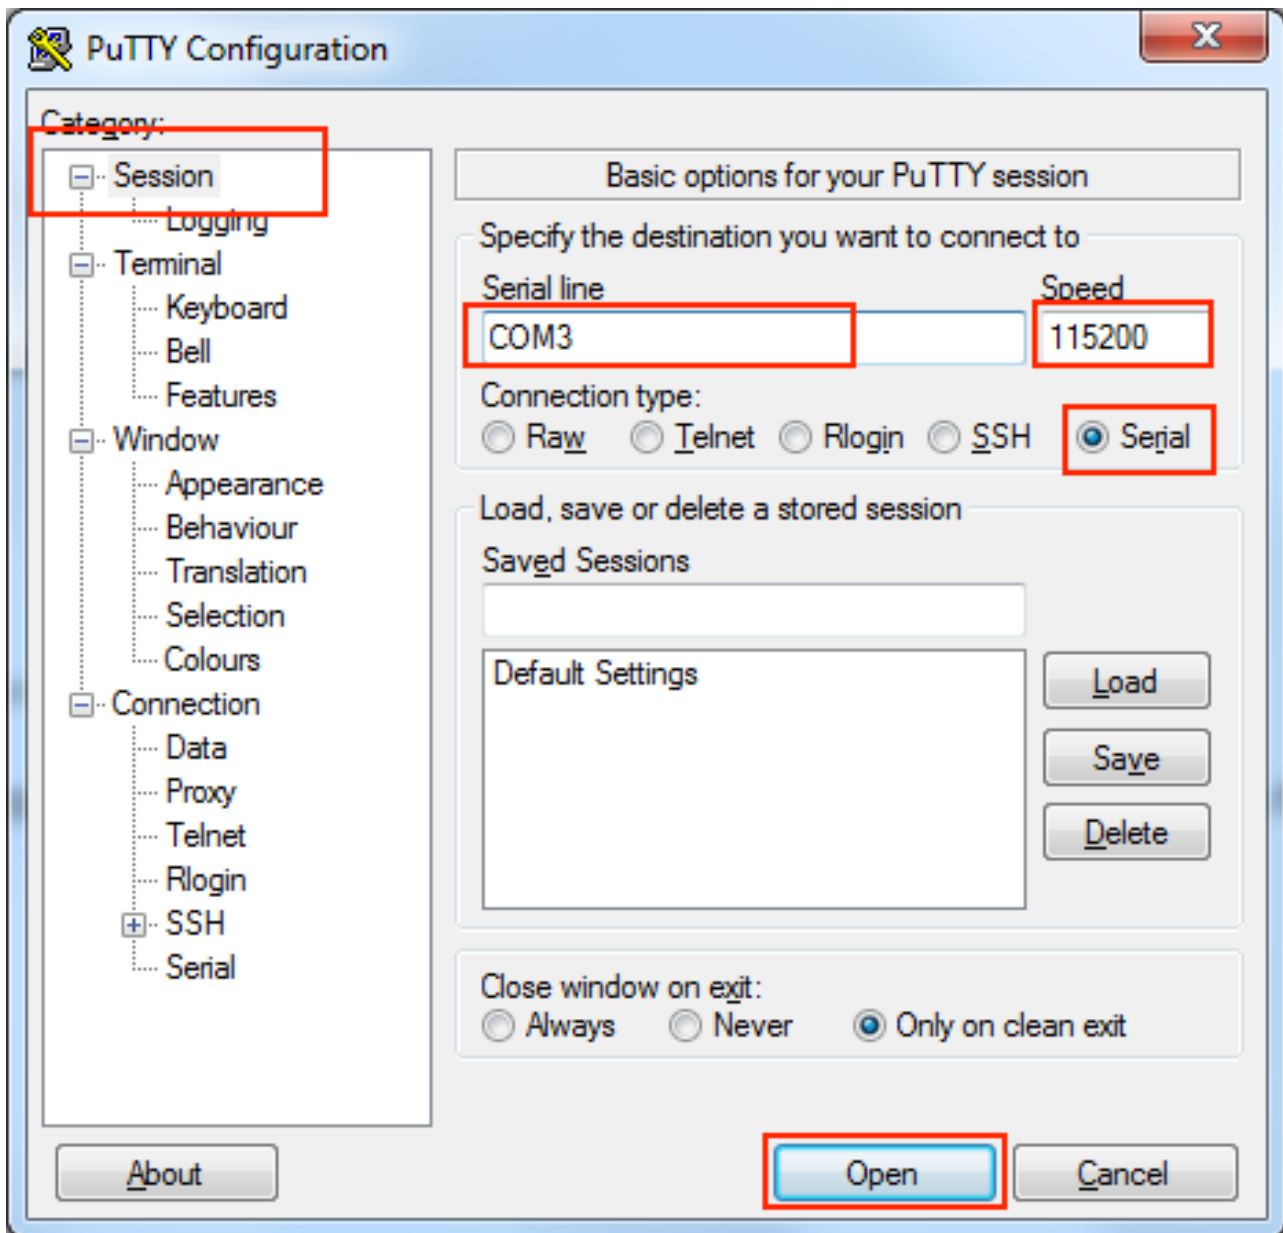 PuTTY Configuration
Category:
Session
Logging
Terminal
Keyboard
Bell
Features
Window
Appearance
Behaviour
Translation
Selection
Colours
Connection
Data
Proxy
Telnet
Rlogin
SSH
Serial
Basic options for your PuTTY session
Specify the destination you want to connect to
Serial line Speed
COM3 115200
Connection type:
Raw Telnet Rlogin SSH Serial
Load, save or delete a stored session
Saved Sessions
Default Settings
Load
Save
Delete
Close window on exit:
Always Never Only on clean exit
About Open Cancel